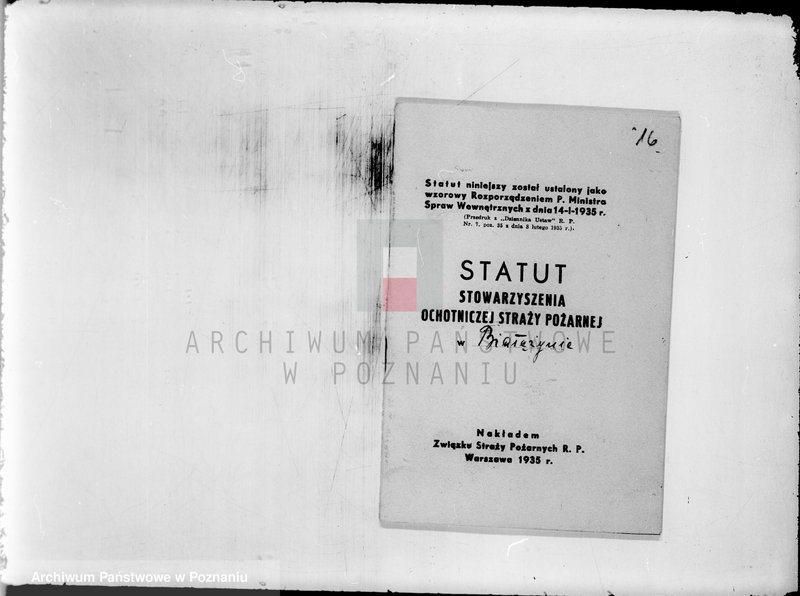 16
Statut niniejszy został ustalony jako
wzorowy Rozporządzeniem P. Ministra
Spraw Wewnętrznych z dnia 14-I-1935 r.
(Przedruk z „Dziennika Ustaw" R. P.
Nr. 7, poz. 35 z dnia 8 lutego 1935 r.).
STATUT
STOWARZYSZENIA
OCHOTNICZEJ STRAŻY POŻARNEJ
w Białężynie
ARCHIWUM PAŃSTWOWE
W POZNANIU
Nakładem
Związku Straży Pożarnych R. P.
Warszawa 1935 r.
Archiwum Państwowe w Poznaniu